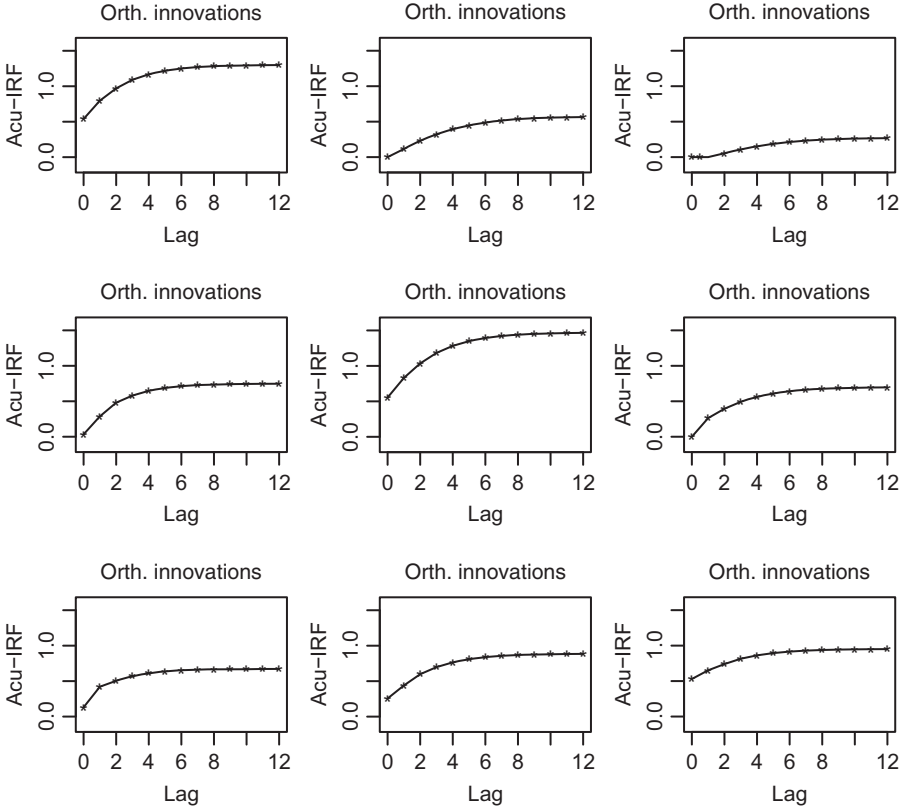 Orth. innovations Orth. innovations Orth. innovations
Acu−IRF 0.0 1.0 Acu−IRF 0.0 1.0 Acu−IRF 0.0 1.0
0 2 4 6 8 12 0 2 4 6 8 12 0 2 4 6 8 12
Lag Lag Lag
Orth. innovations Orth. innovations Orth. innovations
Acu−IRF 0.0 1.0 Acu−IRF 0.0 1.0 Acu−IRF 0.0 1.0
0 2 4 6 8 12 0 2 4 6 8 12 0 2 4 6 8 12
Lag Lag Lag
Orth. innovations Orth. innovations Orth. innovations
Acu−IRF 0.0 1.0 Acu−IRF 0.0 1.0 Acu−IRF 0.0 1.0
0 2 4 6 8 12 0 2 4 6 8 12 0 2 4 6 8 12
Lag Lag Lag